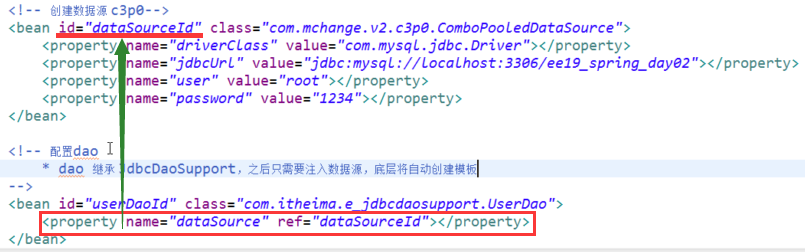 <!-- 创建数据源 c3p0-->
<bean id="dataSourceId" class="com.mchange.v2.c3p0.ComboPooledDataSource">
<property name="driverClass" value="com.mysql.jdbc.Driver"></property>
<property name="jdbcUrl" value="jdbc:mysql://localhost:3306/ee19_spring_day02"></property>
<property name="user" value="root"></property>
<property name="password" value="1234"></property>
</bean>
<!-- 配置dao
* dao 继承 JdbcDaoSupport，之后只需要注入数据源，底层将自动创建模板
-->
<bean id="userDaoId" class="com.itheima.e_jdbcdaosupport.UserDao">
<property name="dataSource" ref="dataSourceId"></property>
</bean>